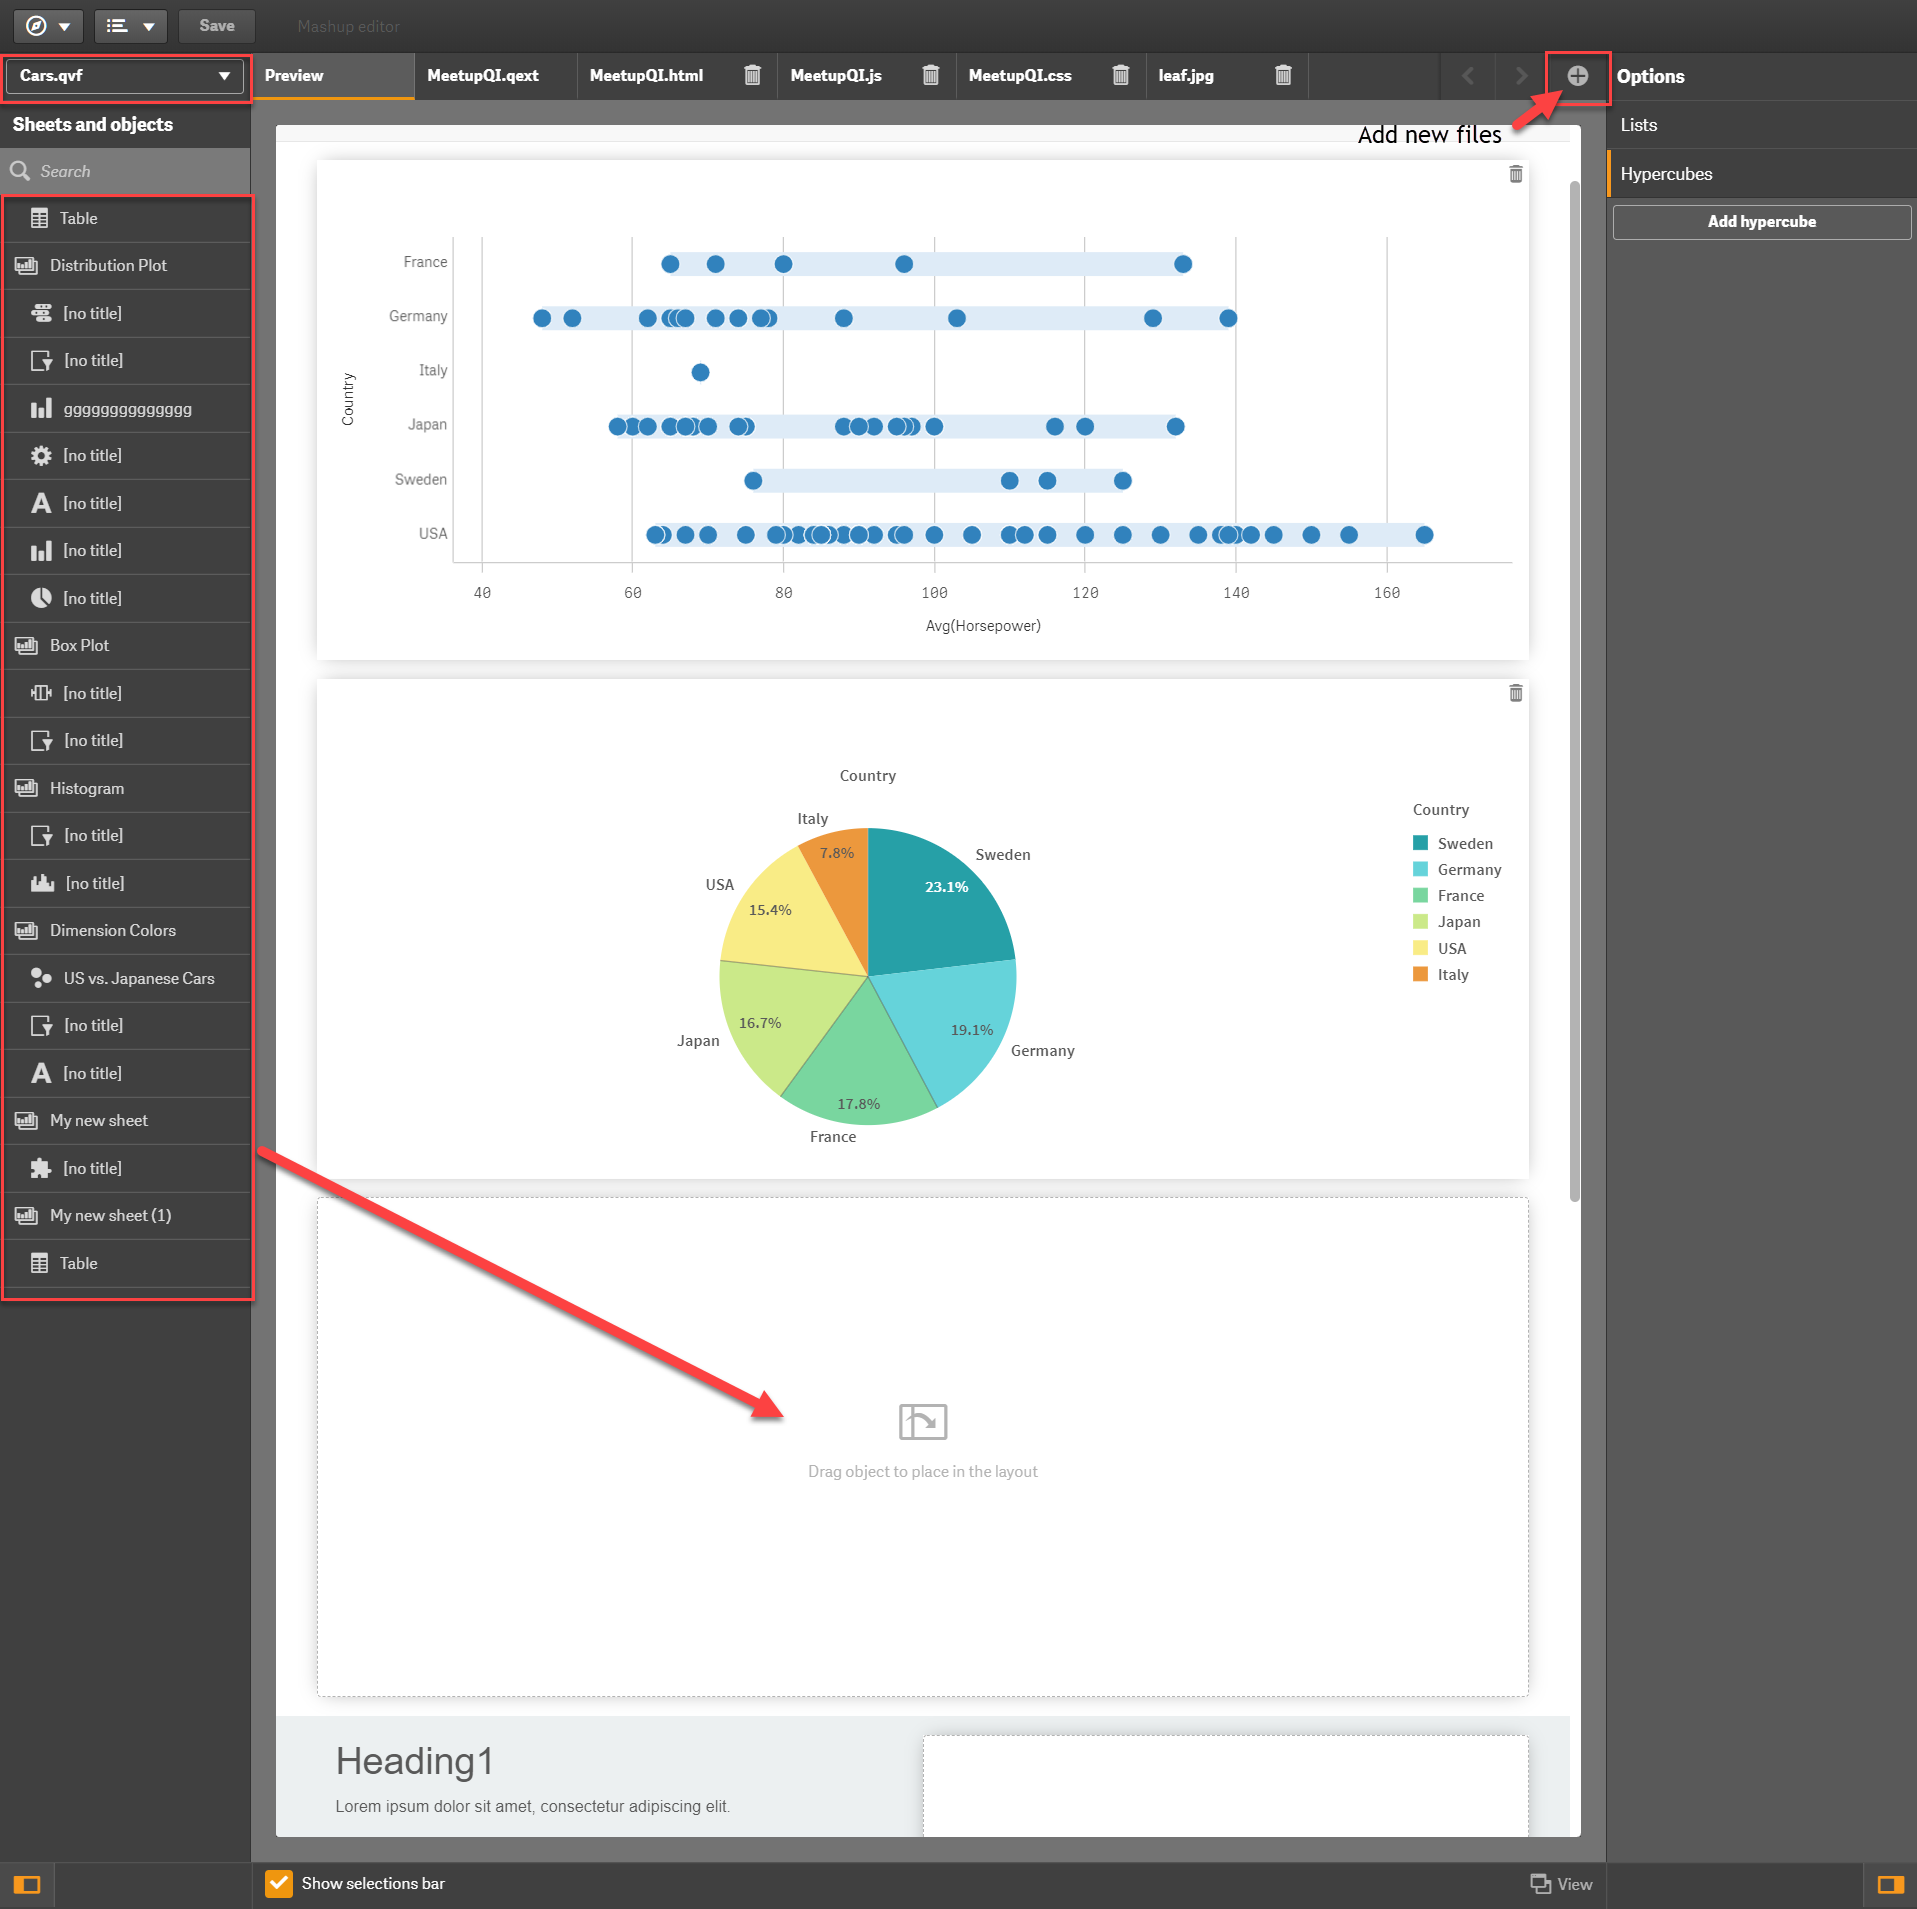 Save
Mashup editor
Cars.qvf
Preview
MeetupQI.qext
MeetupQI.html
MeetupQI.js
MeetupQI.css
leaf.jpg
Options
Sheets and objects
Search
Table
Distribution Plot
[no title]
[no title]
gggggggggggggg
[no title]
[no title]
[no title]
[no title]
Box Plot
[no title]
[no title]
Histogram
[no title]
[no title]
Dimension Colors
US vs. Japanese Cars
[no title]
[no title]
My new sheet
[no title]
My new sheet (1)
Table
Add new files
Country
France
Germany
Italy
Japan
Sweden
USA
40 60 80 100 120 140 160
Avg(Horsepower)
Country
Italy
7.8%
Sweden
23.1%
USA
15.4%
Japan
16.7%
Germany
19.1%
17.8%
France
Country
Sweden
Germany
France
Japan
USA
Italy
Drag object to place in the layout
Heading1
Lorem ipsum dolor sit amet, consectetur adipiscing elit.
Lists
Hypercubes
Add hypercube
Show selections bar
View